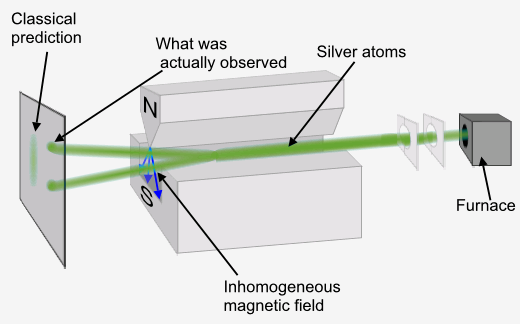 Classical
prediction
What was
actually observed
Silver atoms
N
S
Furnace
Inhomogeneous
magnetic field